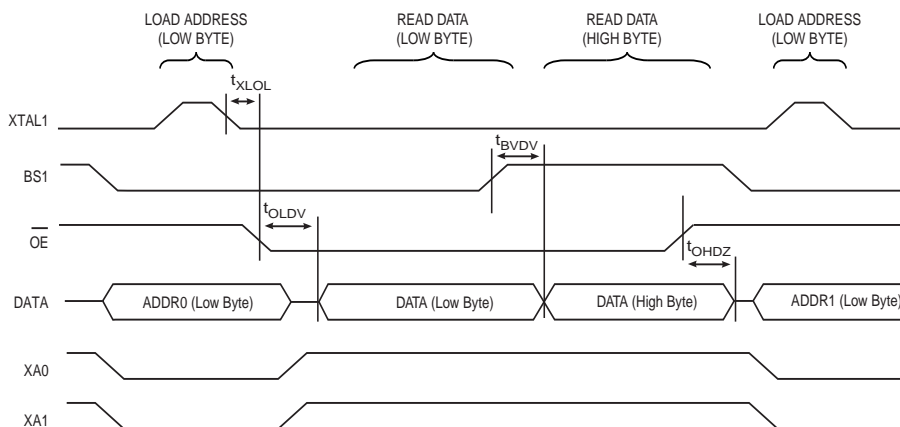 LOAD ADDRESS
(LOW BYTE)
READ DATA
(LOW BYTE)
READ DATA
(HIGH BYTE)
LOAD ADDRESS
(LOW BYTE)
tXLOL
XTAL1
tBVDV
BS1
tOLDV
OE
tOHDZ
DATA
ADDR0 (Low Byte)
DATA (Low Byte)
DATA (High Byte)
ADDR1 (Low Byte)
XA0
XA1